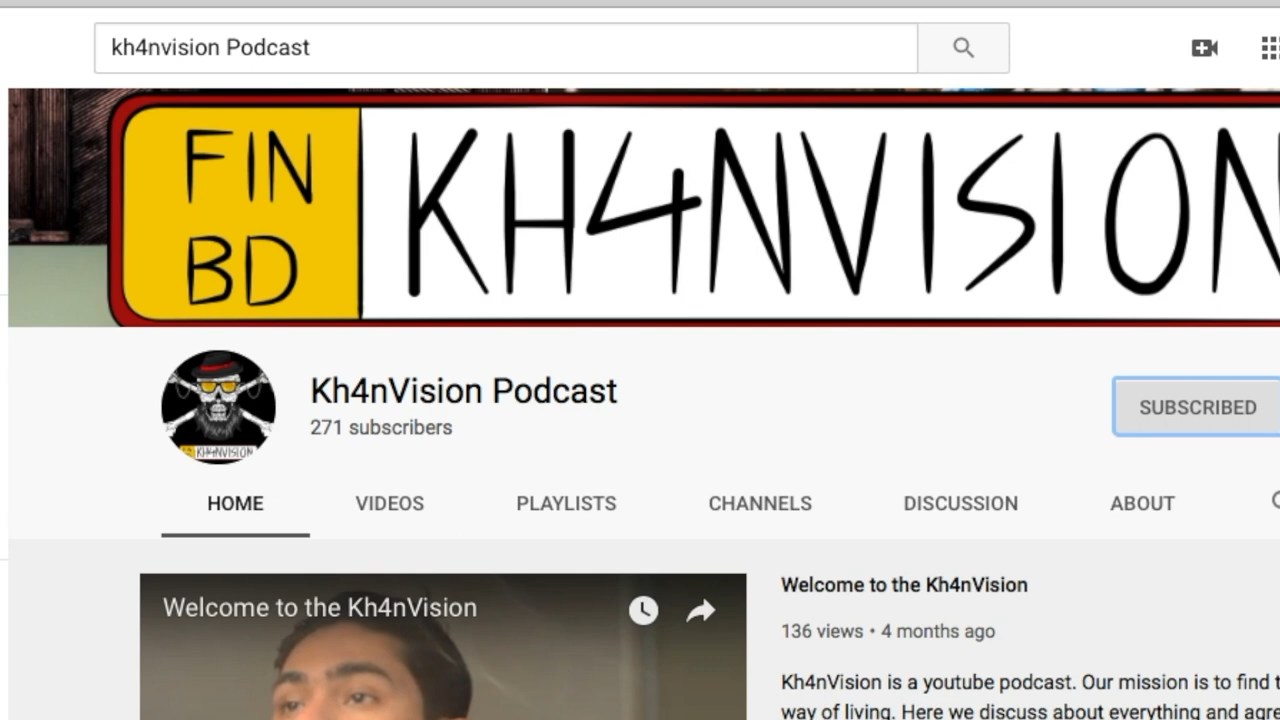 kh4nvision Podcast
FIN
BD
KH4NVISION
Kh4nVision Podcast
271 subscribers
SUBSCRIBED
KH4NVISION
HOME VIDEOS PLAYLISTS CHANNELS DISCUSSION ABOUT
Welcome to the Kh4nVision
Welcome to the Kh4nVision
136 views • 4 months ago
Kh4nVision is a youtube podcast. Our mission is to find
way of living. Here we discuss about everything and